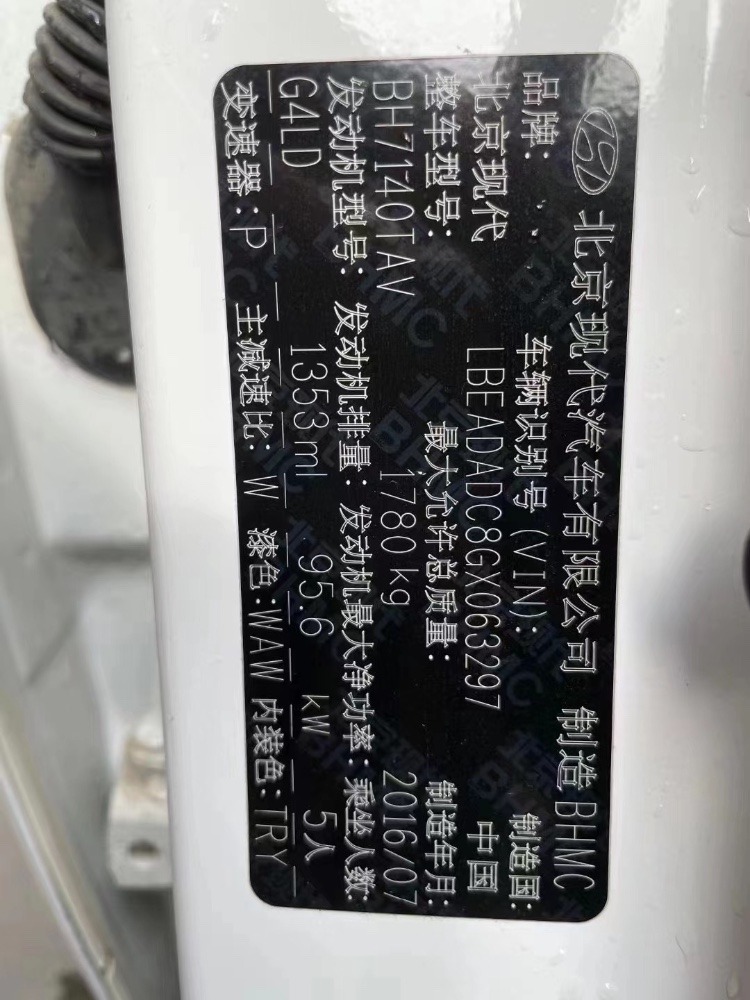 北京现代汽车有限公司 制造 BHMC
品牌: 车辆识别号(VIN): 制造国:
北京现代 LBEADADC8GX063297 中国
整车型号: 最大允许总质量: 制造年月:
BH7140TAV 1780kg 2016/07
发动机型号: 发动机排量: 发动机最大净功率: 乘坐人数:
G4LD 1353ml 95.6 kW 5人
变速器: P 主减速比: W 漆色: WAW 内装色: TRY